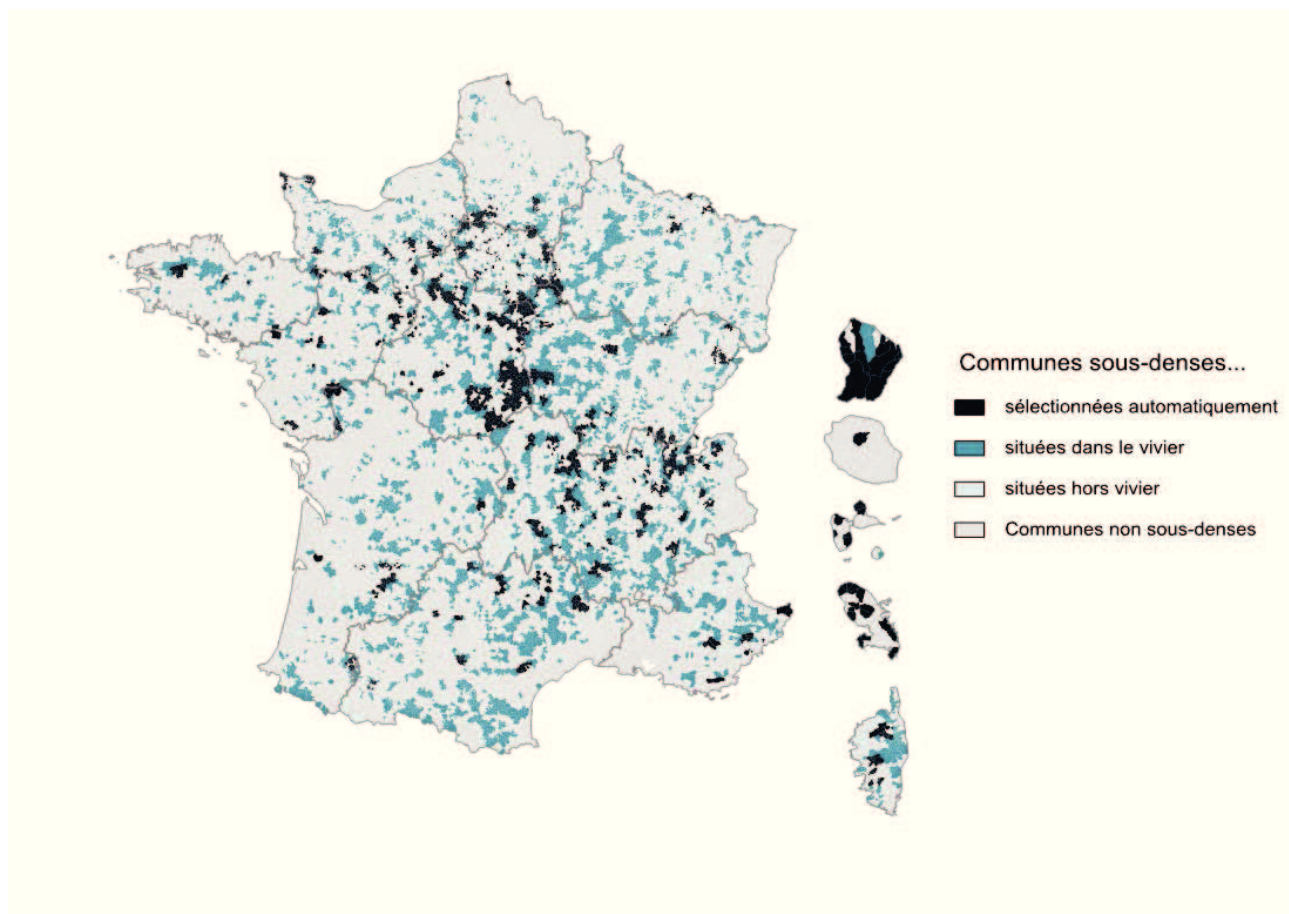 Communes sous-denses...
sélectionnées automatiquement
situées dans le vivier
situées hors vivier
Communes non sous-denses